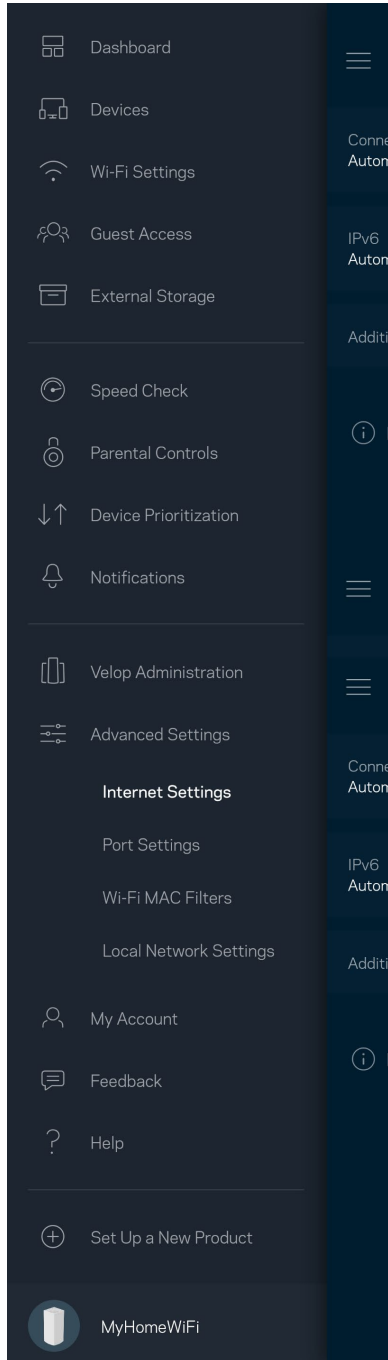 Dashboard
Devices
Wi-Fi Settings
Guest Access
External Storage
Speed Check
Parental Controls
Device Prioritization
Notifications
Velop Administration
Advanced Settings
Internet Settings
Port Settings
Wi-Fi MAC Filters
Local Network Settings
My Account
Feedback
Help
Set Up a New Product
MyHomeWiFi
IPv6
IPv6